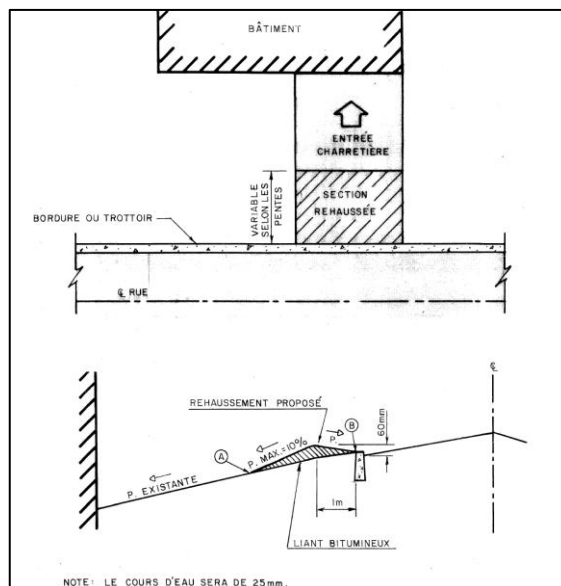 BÂTIMENT
ENTRÉE
CHARRETIÈRE
VARIABLE
SELON LES
PENTES
SECTION
REHAUSSÉE
BORDURE OU TROTTOIR
℄ RUE
℄
REHAUSSEMENT PROPOSÉ
B
P.
60mm
A
P. MAX.=10%
P. EXISTANTE
1m
LIANT BITUMINEUX
NOTE: LE COURS D'EAU SERA DE 25mm.